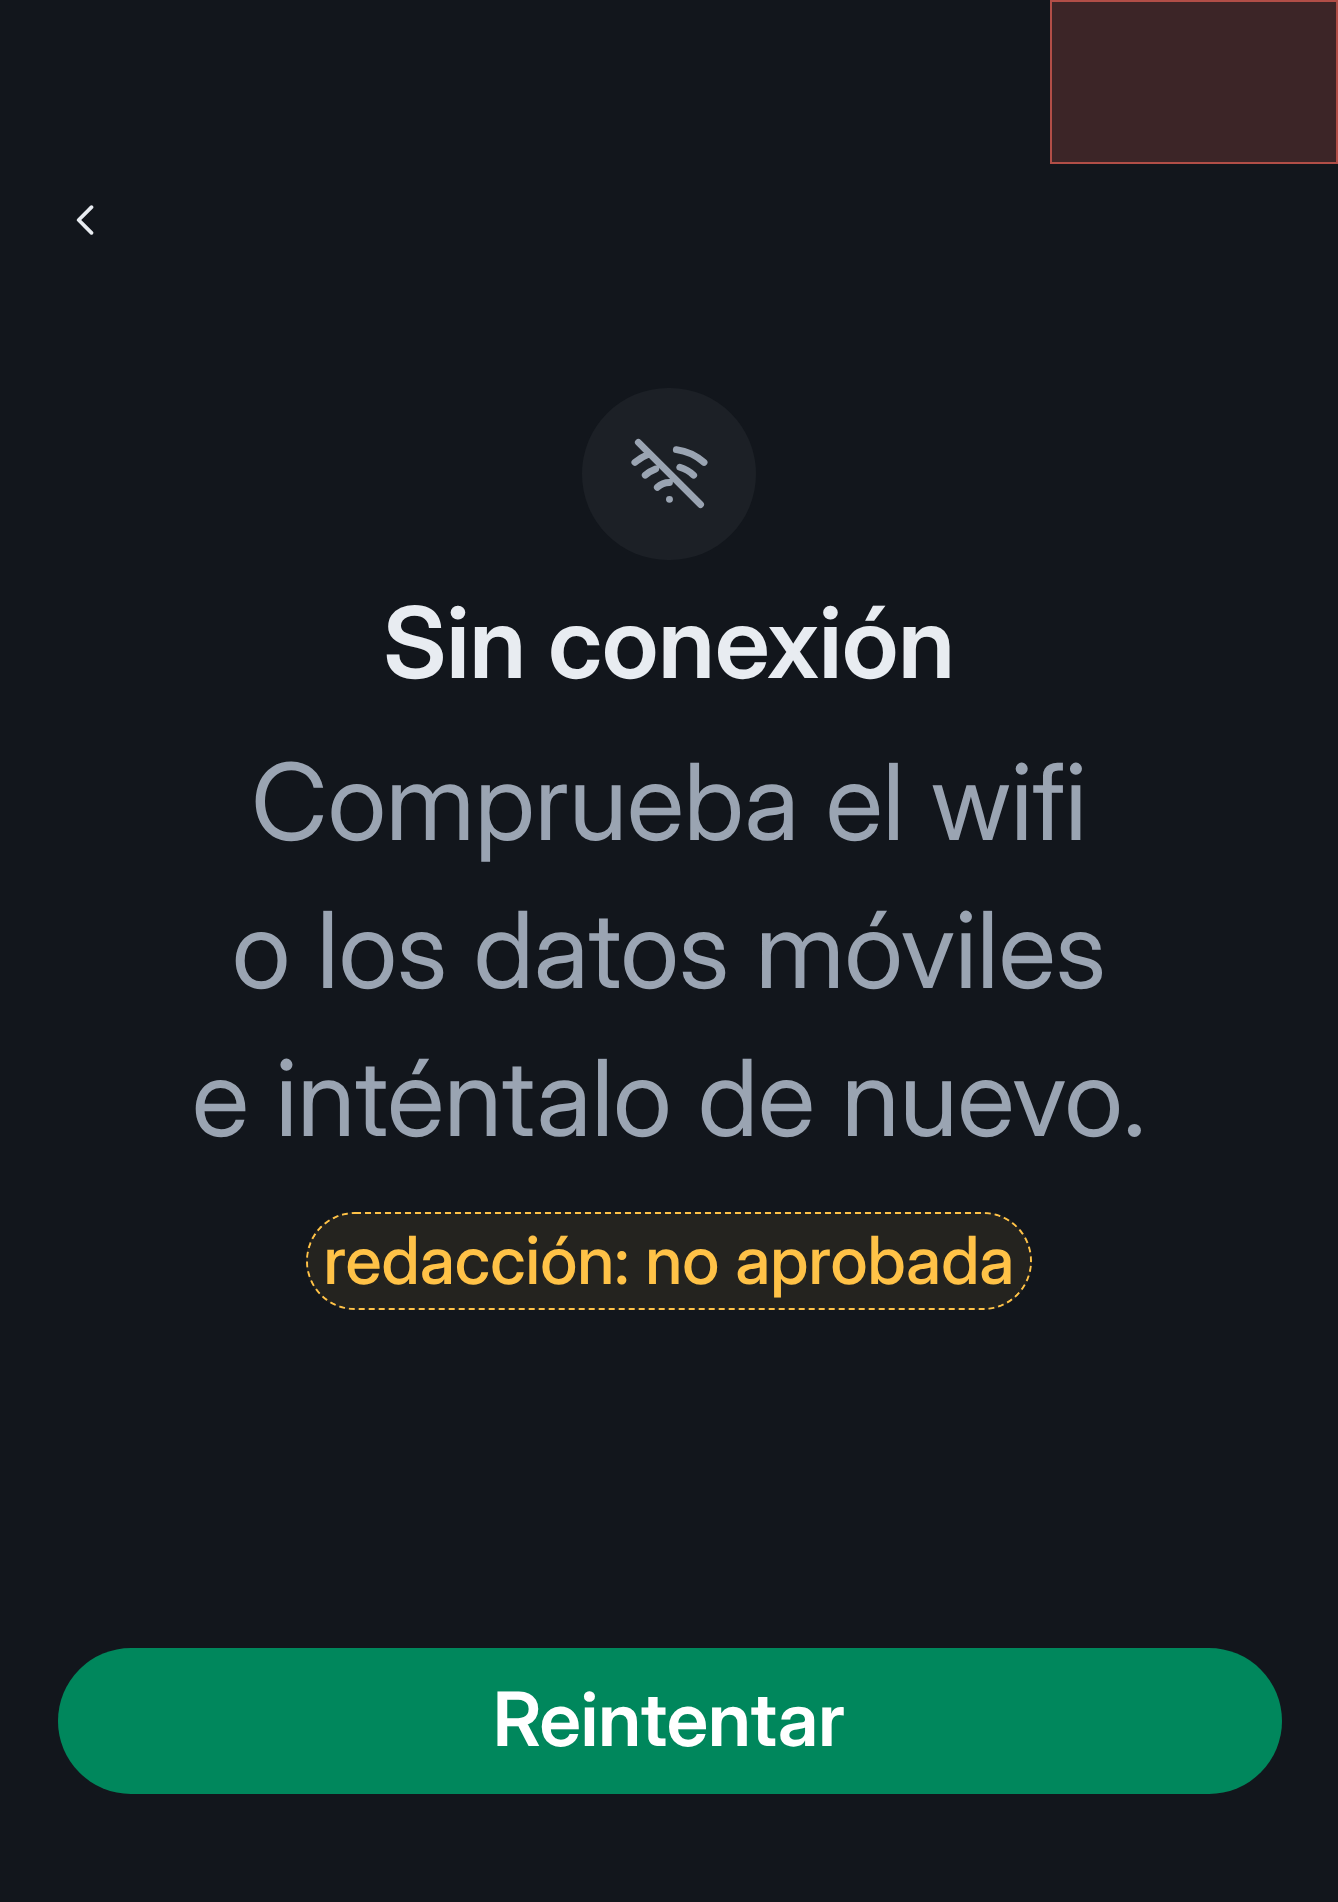 Sin conexión
Comprueba el wifi
o los datos móviles
e inténtalo de nuevo.
redacción: no aprobada
Reintentar